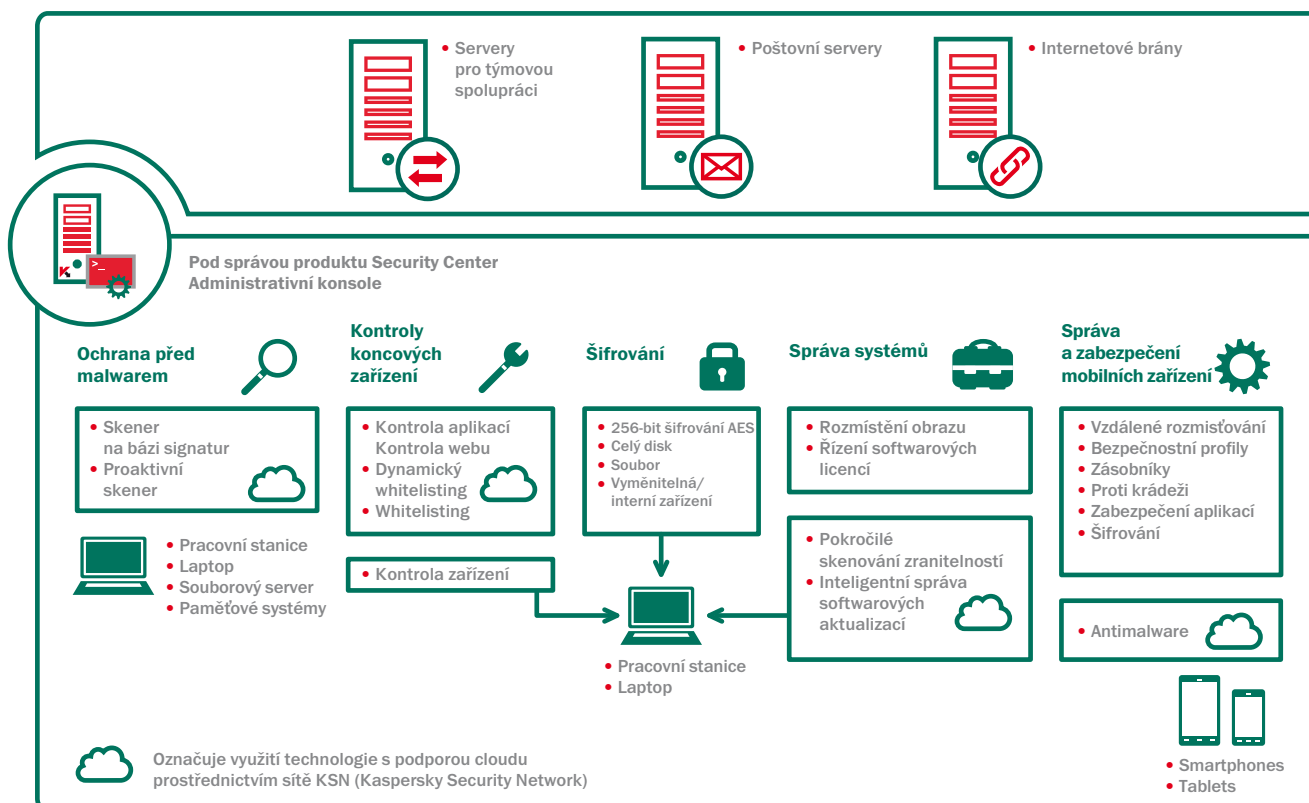 • Servery
pro týmovou
spolupráci
• Poštovní servery
• Internetové brány
>_
Pod správou produktu Security Center
Administrativní konsole
Ochrana před
malwarem
• Skener
na bázi signatur
• Proaktivní
skener
• Pracovní stanice
• Laptop
• Souborový server
• Paměťové systémy
Kontroly
koncových
zařízení
• Kontrola aplikací
Kontrola webu
• Dynamický
whitelisting
• Whitelisting
• Kontrola zařízení
Šifrování
• 256-bit šifrování AES
• Celý disk
• Soubor
• Vyměnitelná/
interní zařízení
• Pracovní stanice
• Laptop
Správa systémů
• Rozmístění obrazu
• Řízení softwarových
licencí
• Pokročilé
skenování zranitelností
• Inteligentní správa
softwarových
aktualizací
Správa
a zabezpečení
mobilních zařízení
• Vzdálené rozmisťování
• Bezpečnostní profily
• Zásobníky
• Proti krádeži
• Zabezpečení aplikací
• Šifrování
• Antimalware
• Smartphones
• Tablets
Označuje využití technologie s podporou cloudu
prostřednictvím sítě KSN (Kaspersky Security Network)